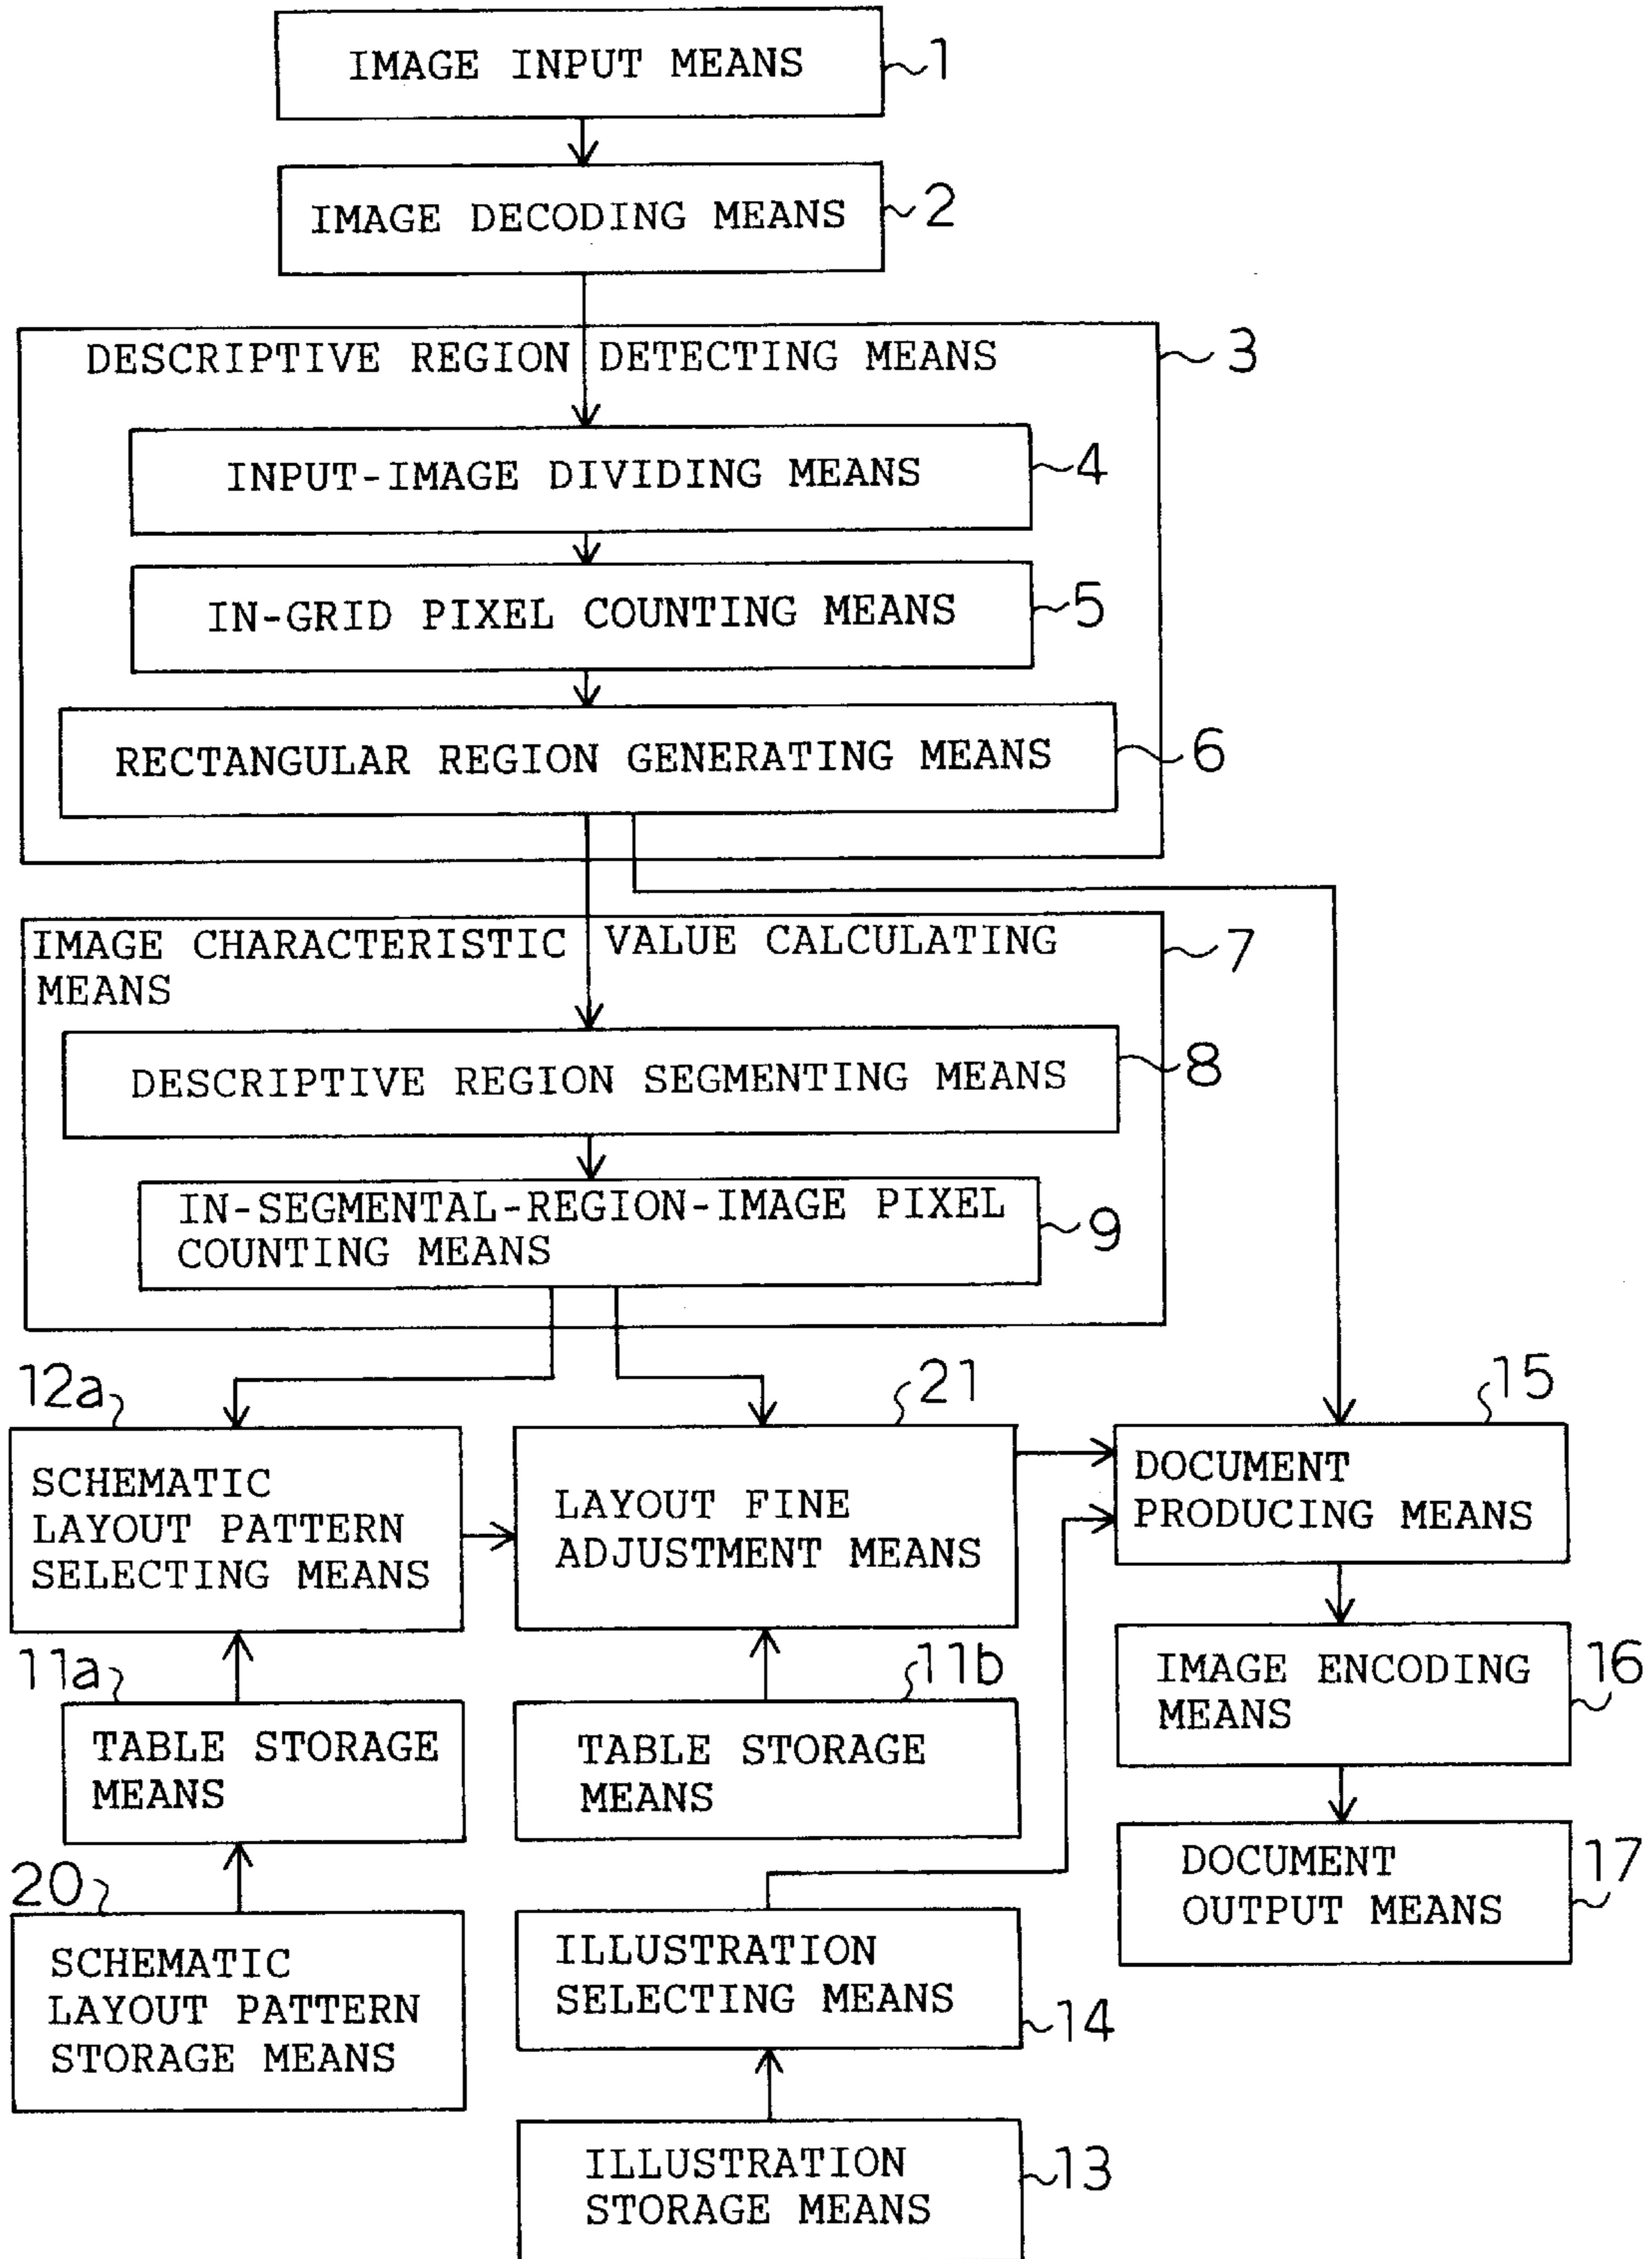 IMAGE INPUT MEANS
1
IMAGE DECODING MEANS
2
DESCRIPTIVE REGION DETECTING MEANS
3
INPUT-IMAGE DIVIDING MEANS
4
IN-GRID PIXEL COUNTING MEANS
5
RECTANGULAR REGION GENERATING MEANS
6
IMAGE CHARACTERISTIC VALUE CALCULATING
MEANS
7
DESCRIPTIVE REGION SEGMENTING MEANS
8
IN-SEGMENTAL-REGION-IMAGE PIXEL
COUNTING MEANS
9
12a
SCHEMATIC
LAYOUT PATTERN
SELECTING MEANS
21
LAYOUT FINE
ADJUSTMENT MEANS
15
DOCUMENT
PRODUCING MEANS
11a
TABLE STORAGE
MEANS
11b
TABLE STORAGE
MEANS
IMAGE ENCODING
MEANS
16
20
SCHEMATIC
LAYOUT PATTERN
STORAGE MEANS
ILLUSTRATION
SELECTING MEANS
14
DOCUMENT
OUTPUT MEANS
17
ILLUSTRATION
STORAGE MEANS
13